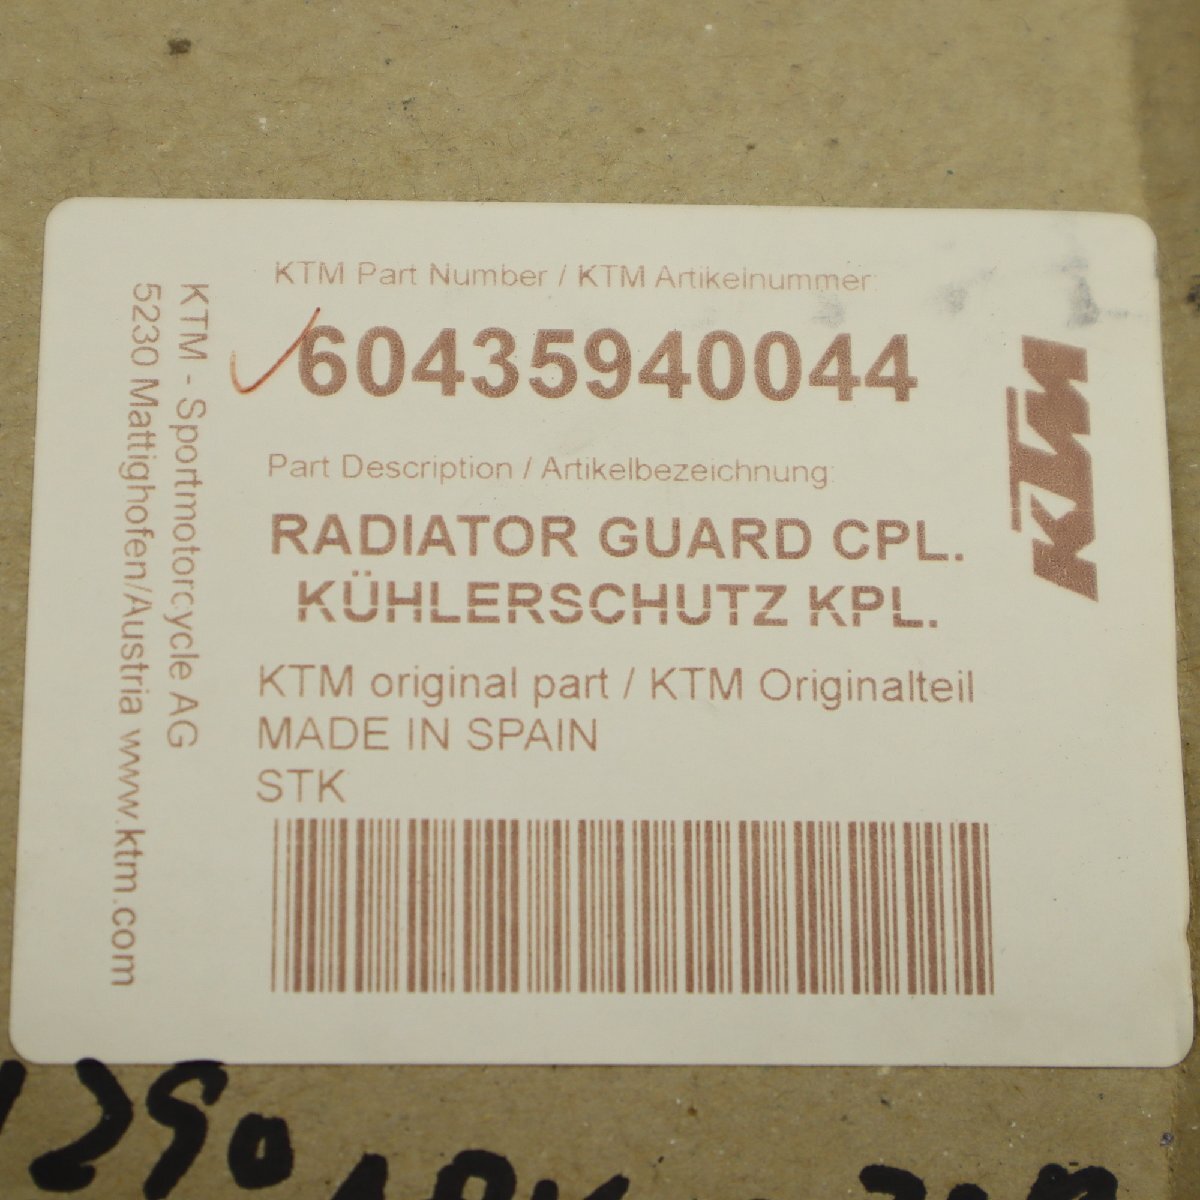 KTM Part Number / KTM Artikelnummer:
60435940044
KTM
Part Description / Artikelbezeichnung:
RADIATOR GUARD CPL.
KÜHLERSCHUTZ KPL.
KTM original part / KTM Originalteil
MADE IN SPAIN
STK
KTM - Sportmotorcycle AG
5230 Mattighofen/Austria www.ktm.com
1290